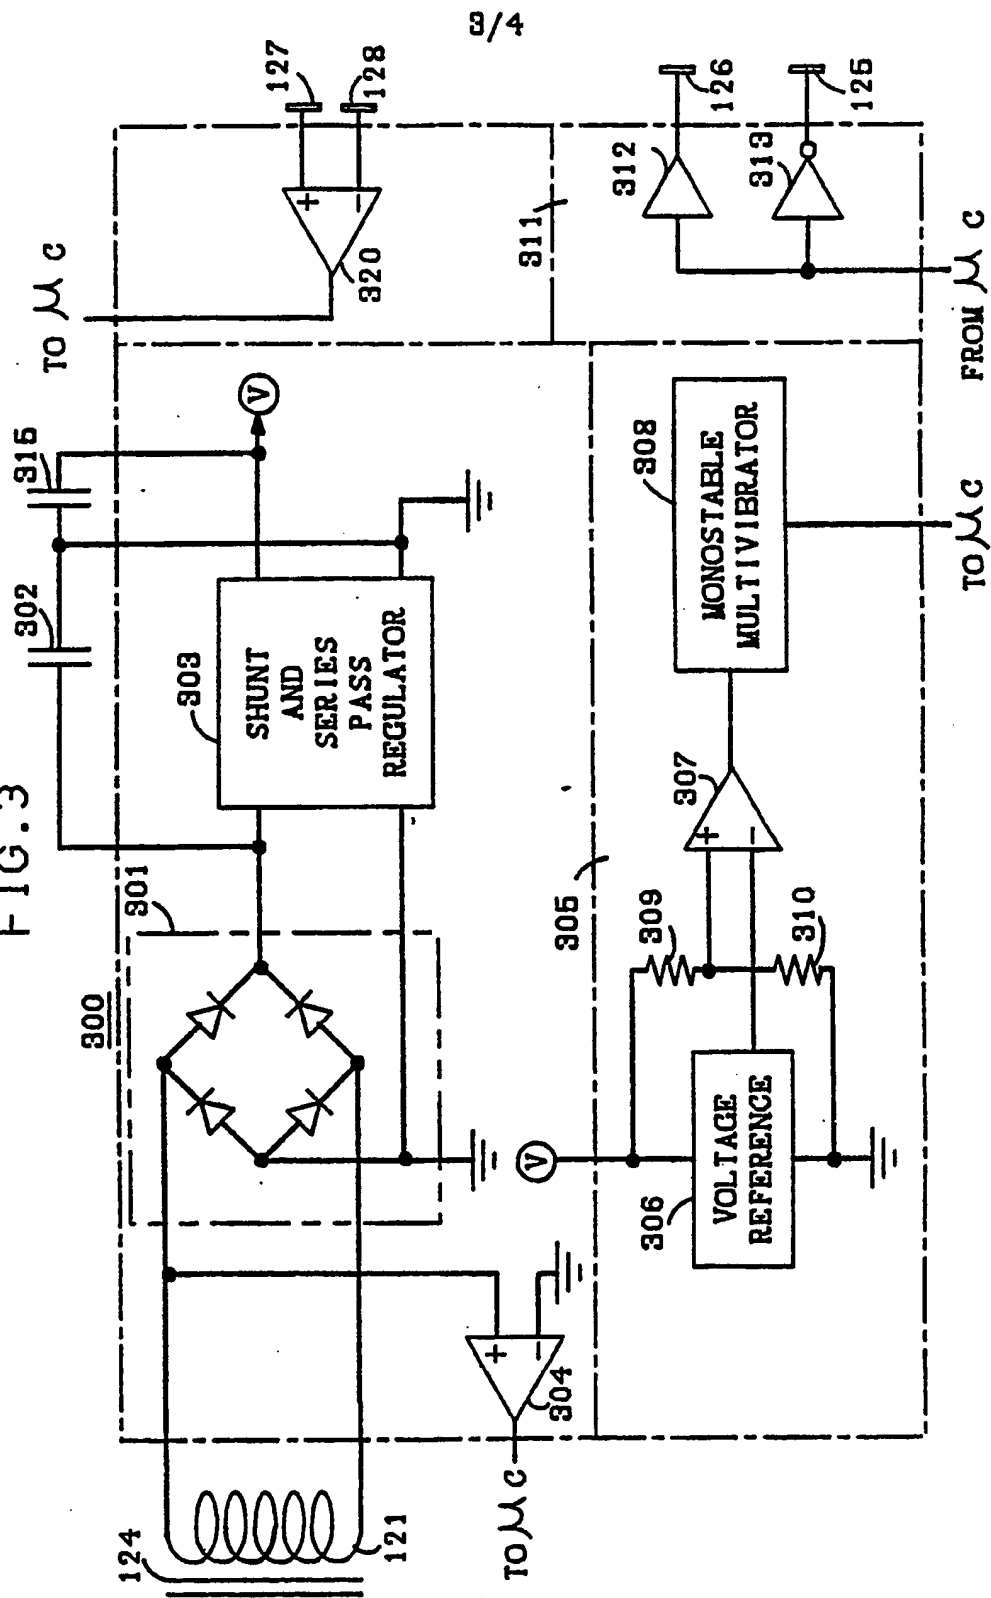 3/4
FIG.3
300
301
302
315
303
SHUNT
AND
SERIES
PASS
REGULATOR
V
TO μC
320
+
-
127
128
124
121
304
+
-
TO μC
305
V
306
VOLTAGE
REFERENCE
309
310
307
+
-
308
MONOSTABLE
MULTIVIBRATOR
TO μC
311
312
313
126
125
FROM μC